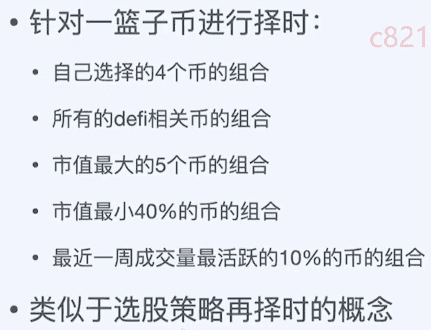 • 针对一篮子币进行择时：
c821
• 自己选择的4个币的组合
• 所有的defi相关币的组合
• 市值最大的5个币的组合
• 市值最小40%的币的组合
• 最近一周成交量最活跃的10%的币的组合
• 类似于选股策略再择时的概念